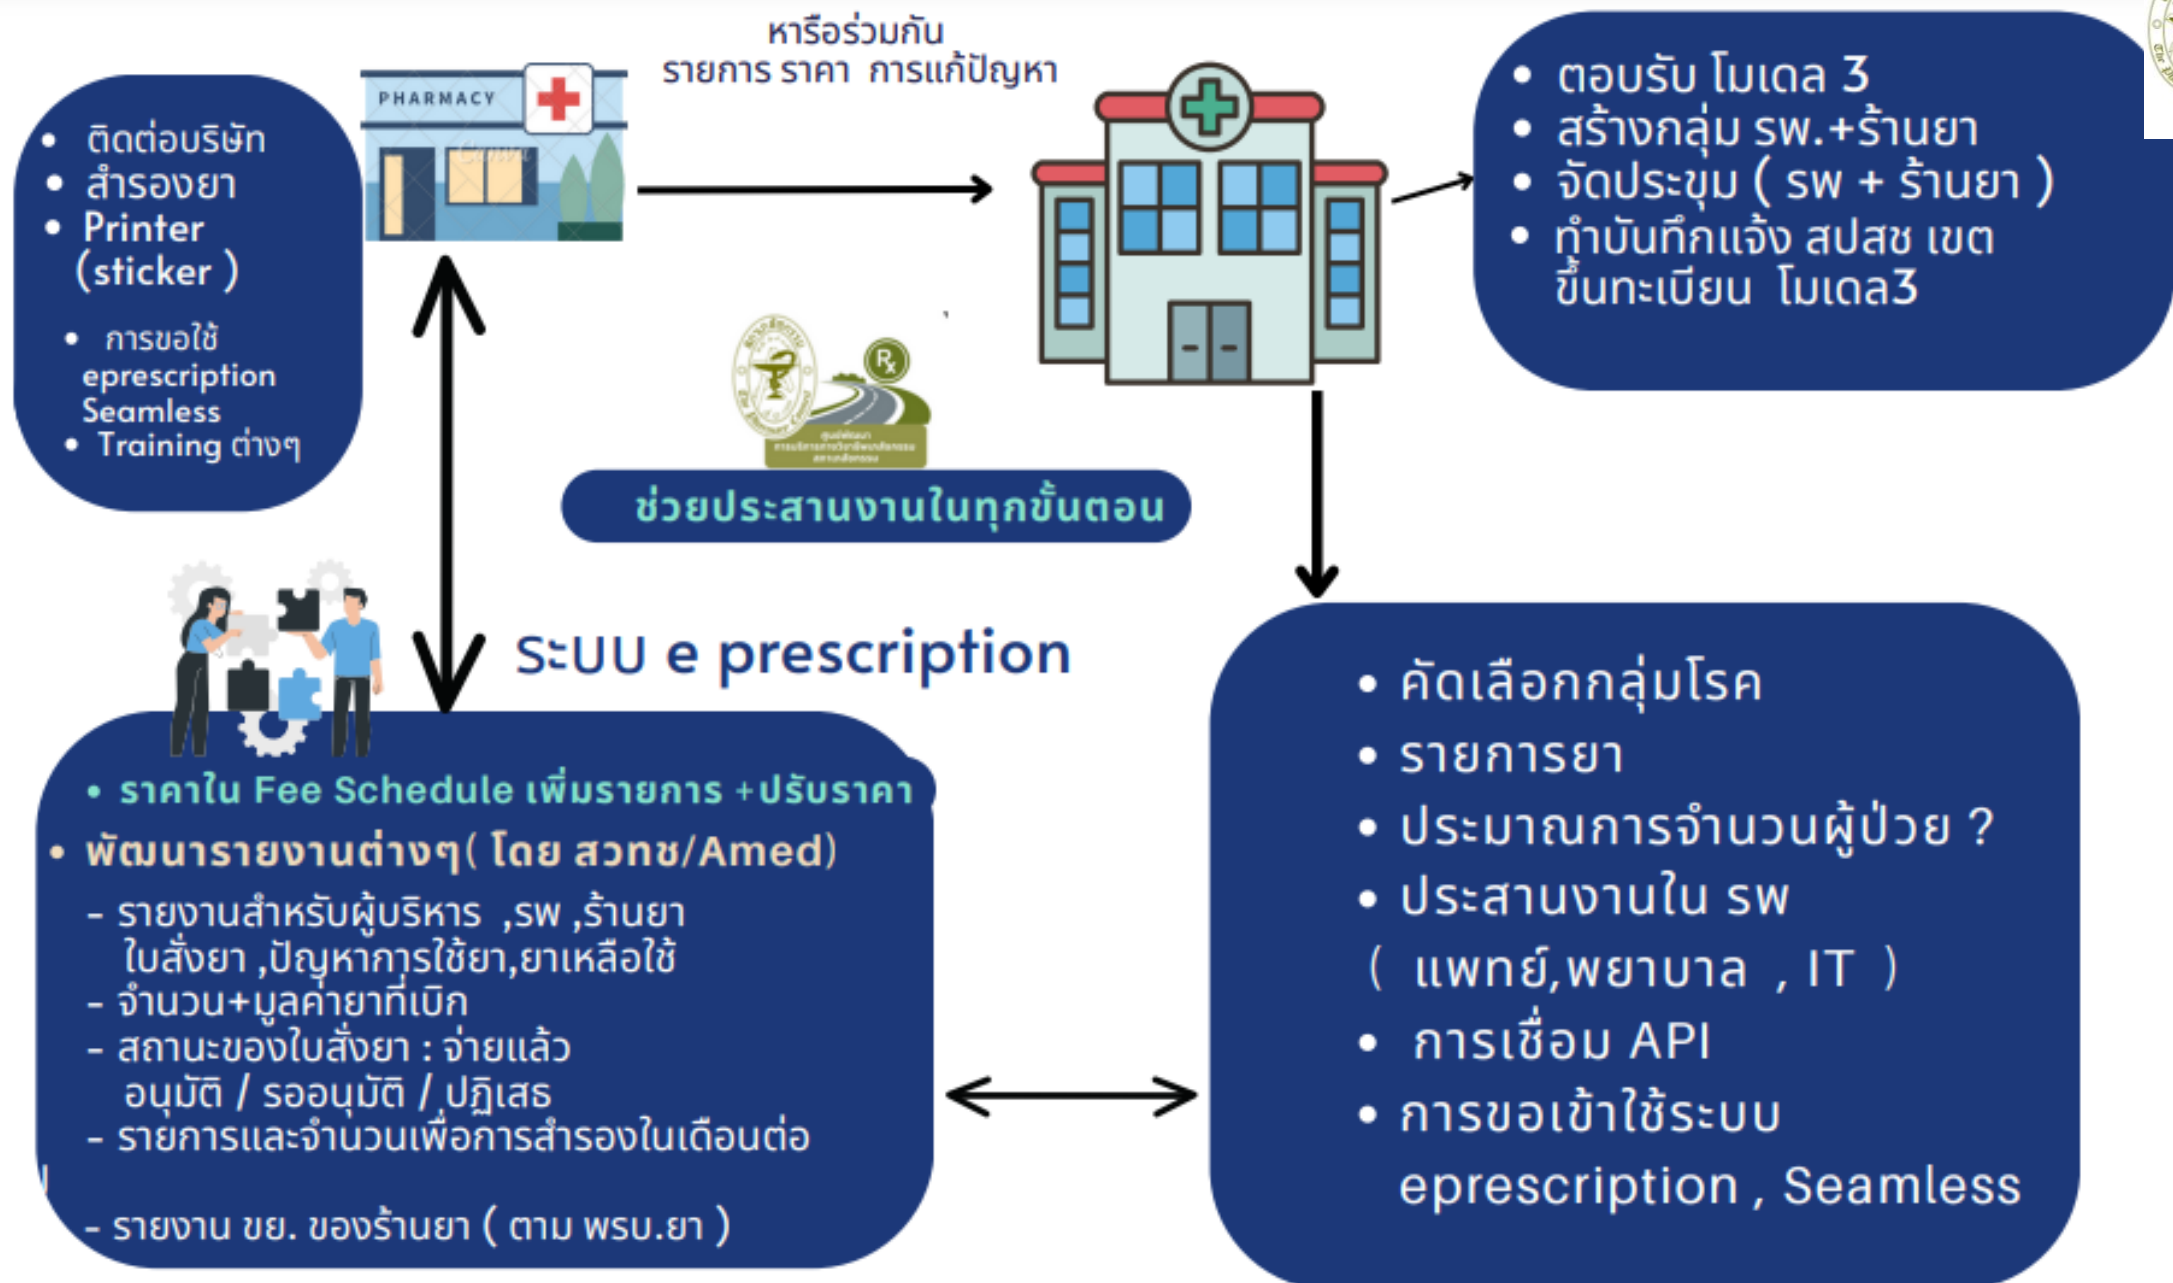 หารือร่วมกัน
รายการ ราคา การแก้ปัญหา
PHARMACY
• ติดต่อบริษัท
• สำรองยา
• Printer
(sticker )
• การขอใช้
eprescription
Seamless
• Training ต่างๆ
• ตอบรับ โมเดล 3
• สร้างกลุ่ม รพ.+ร้านยา
• จัดประขุม ( รพ + ร้านยา )
• ทำบันทึกแจ้ง สปสช เขต
ขึ้นทะเบียน โมเดล3
Rx
ศูนย์พัฒนา
สภาเภสัชกรรม
ช่วยประสานงานในทุกขั้นตอน
ระบบ e prescription
• ราคาใน Fee Schedule เพิ่มรายการ +ปรับราคา
• พัฒนารายงานต่างๆ( โดย สวทช/Amed)
- รายงานสำหรับผู้บริหาร ,รพ ,ร้านยา
ใบสั่งยา ,ปัญหาการใช้ยา,ยาเหลือใช้
- จำนวน+มูลค่ายาที่เบิก
- สถานะของใบสั่งยา : จ่ายแล้ว
อนุมัติ / รออนุมัติ / ปฏิเสธ
- รายการและจำนวนเพื่อการสำรองในเดือนต่อ
- รายงาน ขย. ของร้านยา ( ตาม พรบ.ยา )
• คัดเลือกกลุ่มโรค
• รายการยา
• ประมาณการจำนวนผู้ป่วย ?
• ประสานงานใน รพ
( แพทย์,พยาบาล , IT )
• การเชื่อม API
• การขอเข้าใช้ระบบ
eprescription , Seamless